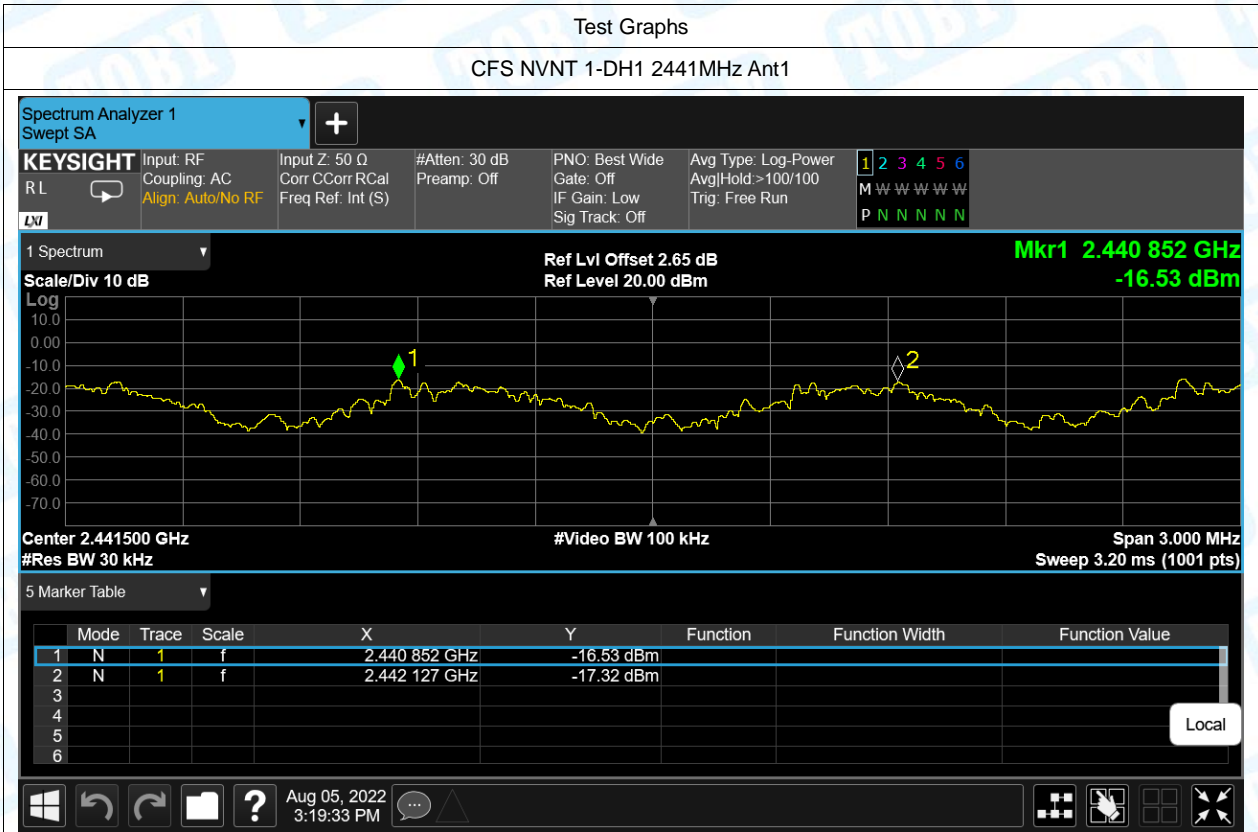 Test Graphs
CFS NVNT 1-DH1 2441MHz Ant1
Spectrum Analyzer 1
Swept SA
KEYSIGHT
RL
LXI
Input: RF
Coupling: AC
Align: Auto/No RF
Input Z: 50 Ω
Corr CCorr RCal
Freq Ref: Int (S)
#Atten: 30 dB
Preamp: Off
PNO: Best Wide
Gate: Off
IF Gain: Low
Sig Track: Off
Avg Type: Log-Power
Avg|Hold:>100/100
Trig: Free Run
1 2 3 4 5 6
M W W W W W
P N N N N N
1 Spectrum
Scale/Div 10 dB
Ref Lvl Offset 2.65 dB
Ref Level 20.00 dBm
Mkr1 2.440 852 GHz
-16.53 dBm
Log
10.0
0.00
-10.0
-20.0
-30.0
-40.0
-50.0
-60.0
-70.0
1
2
Center 2.441500 GHz
#Res BW 30 kHz
#Video BW 100 kHz
Span 3.000 MHz
Sweep 3.20 ms (1001 pts)
5 Marker Table
Mode Trace Scale X Y Function Function Width Function Value
1 N 1 f 2.440 852 GHz -16.53 dBm
2 N 1 f 2.442 127 GHz -17.32 dBm
3
4
5
6
Local
?
Aug 05, 2022
3:19:33 PM
TOBY